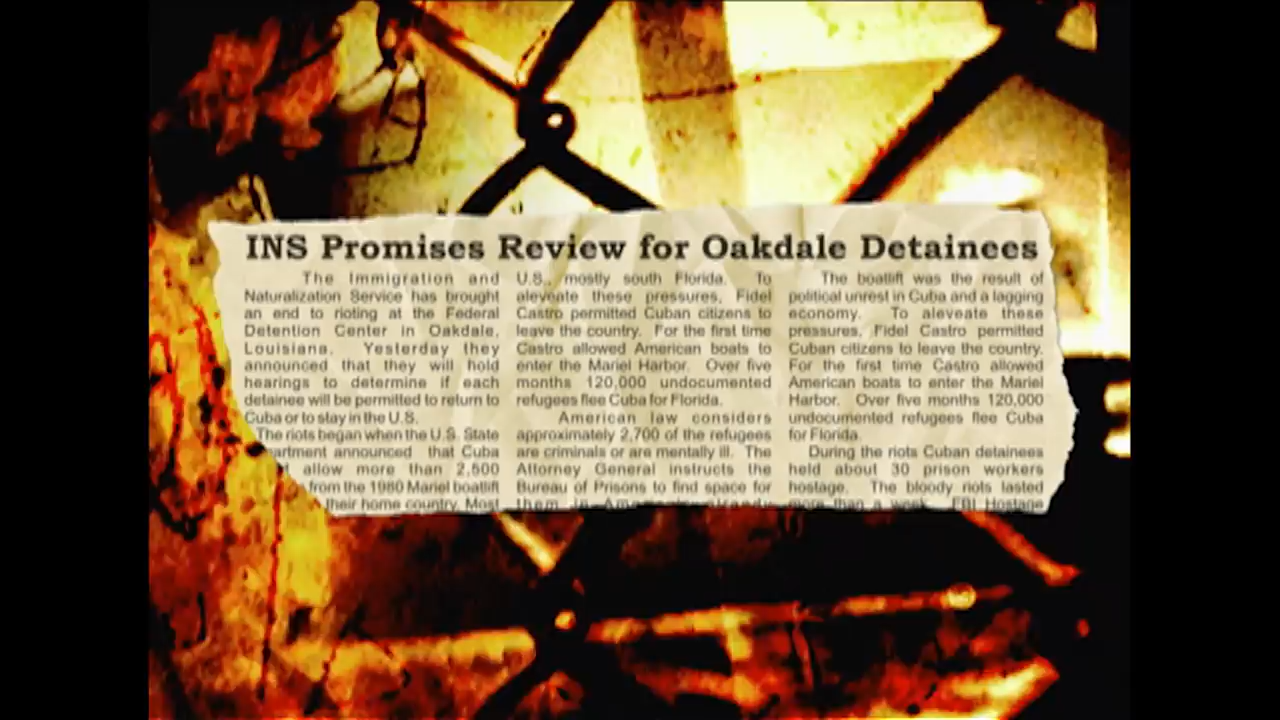 INS Promises Review for Oakdale Detainees
The Immigration and
Naturalization Service has brought
an end to rioting at the Federal
Detention Center in Oakdale,
Louisiana. Yesterday they
announced that they will hold
hearings to determine if each
detainee will be permitted to return to
Cuba or to stay in the U.S.
The riots began when the U.S. State
artment announced that Cuba
allow more than 2,500
from the 1980 Mariel boatlift
their home country. Most
U.S., mostly south Florida. To
aleveate these pressures, Fidel
Castro permitted Cuban citizens to
leave the country. For the first time
Castro allowed American boats to
enter the Mariel Harbor. Over five
months 120,000 undocumented
refugees flee Cuba for Florida.
American law considers
approximately 2,700 of the refugees
are criminals or are mentally ill. The
Attorney General instructs the
Bureau of Prisons to find space for
them in
The boatlift was the result of
political unrest in Cuba and a lagging
economy. To aleveate these
pressures, Fidel Castro permitted
Cuban citizens to leave the country.
For the first time Castro allowed
American boats to enter the Mariel
Harbor. Over five months 120,000
undocumented refugees flee Cuba
for Florida.
During the riots Cuban detainees
held about 30 prison workers
hostage. The bloody riots lasted
more than a week. FBI Hostage